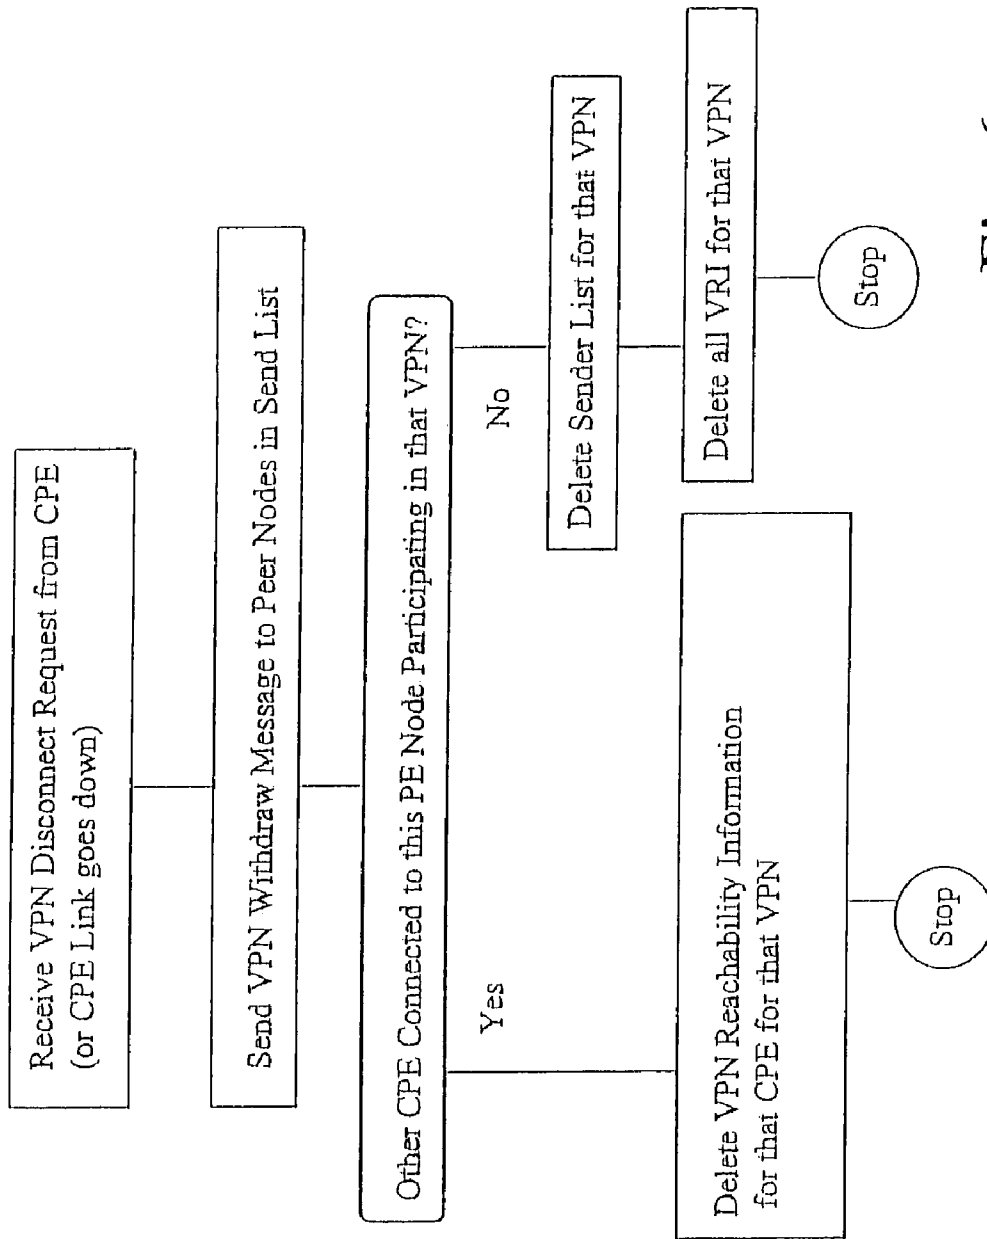 Receive VPN Disconnect Request from CPE
(or CPE Link goes down)
Send VPN Withdraw Message to Peer Nodes in Send List
Other CPE Connected to this PE Node Participating in that VPN?
Yes
No
Delete VPN Reachability Information
for that CPE for that VPN
Stop
Delete Sender List for that VPN
Delete all VRI for that VPN
Stop